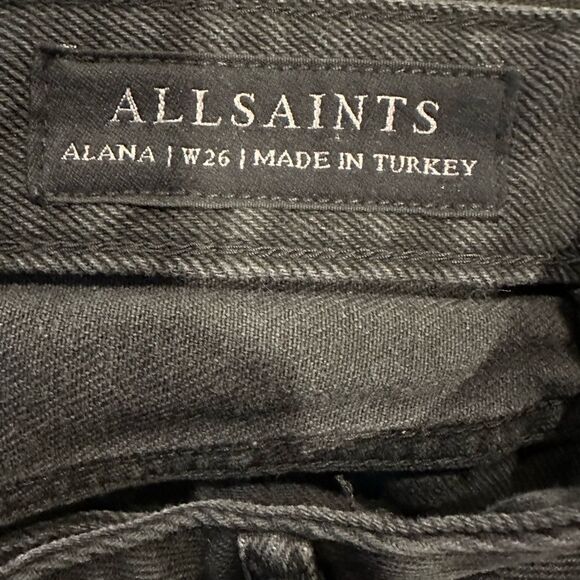 ALLSAINTS
ALANA | W26 | MADE IN TURKEY